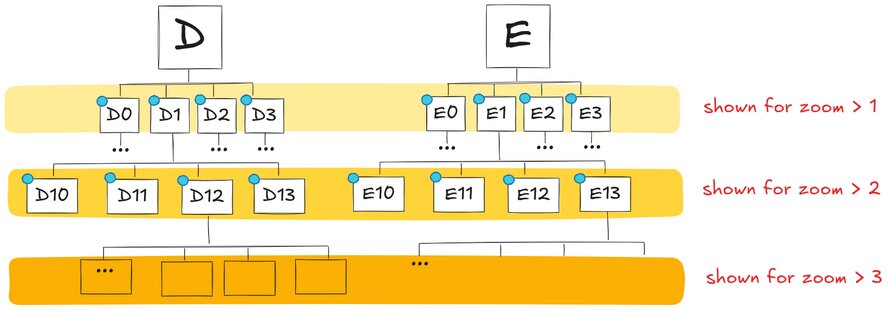 D E
D0 D1 D2 D3 E0 E1 E2 E3 shown for zoom > 1
... ... ... ... ... ...
D10 D11 D12 D13 E10 E11 E12 E13 shown for zoom > 2
... ... shown for zoom > 3